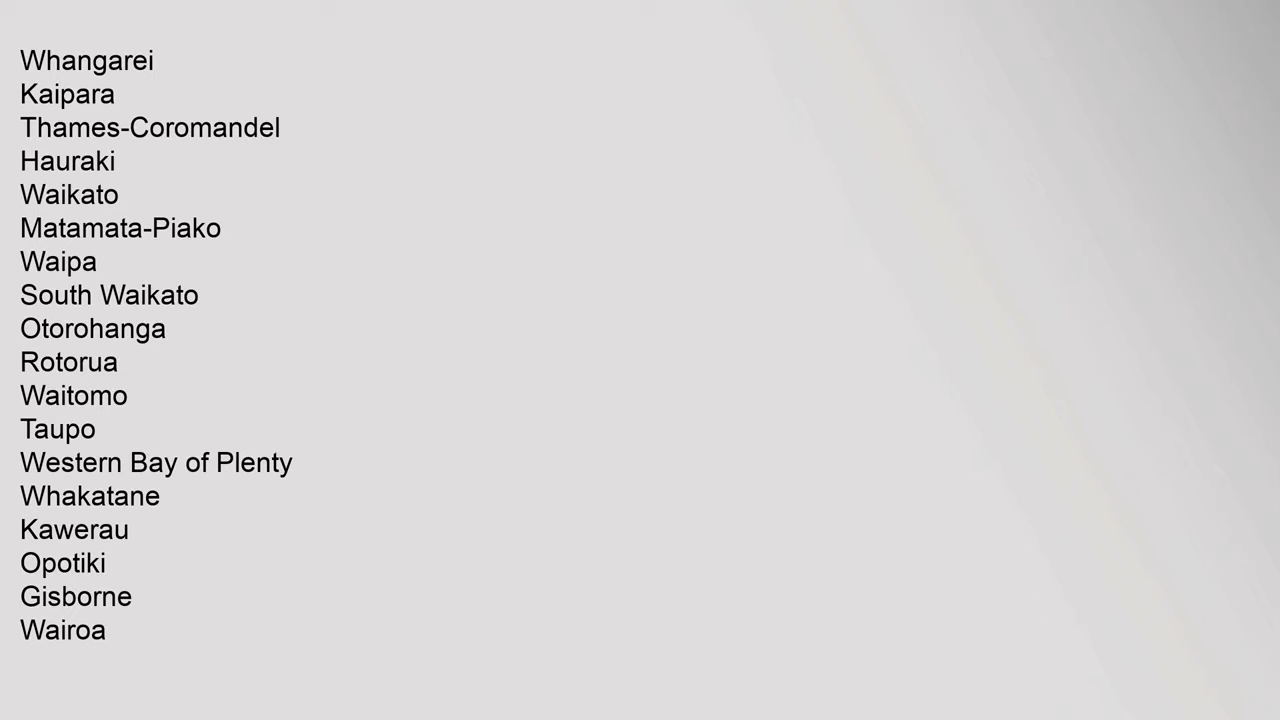 Whangarei
Kaipara
Thames-Coromandel
Hauraki
Waikato
Matamata-Piako
Waipa
South Waikato
Otorohanga
Rotorua
Waitomo
Taupo
Western Bay of Plenty
Whakatane
Kawerau
Opotiki
Gisborne
Wairoa